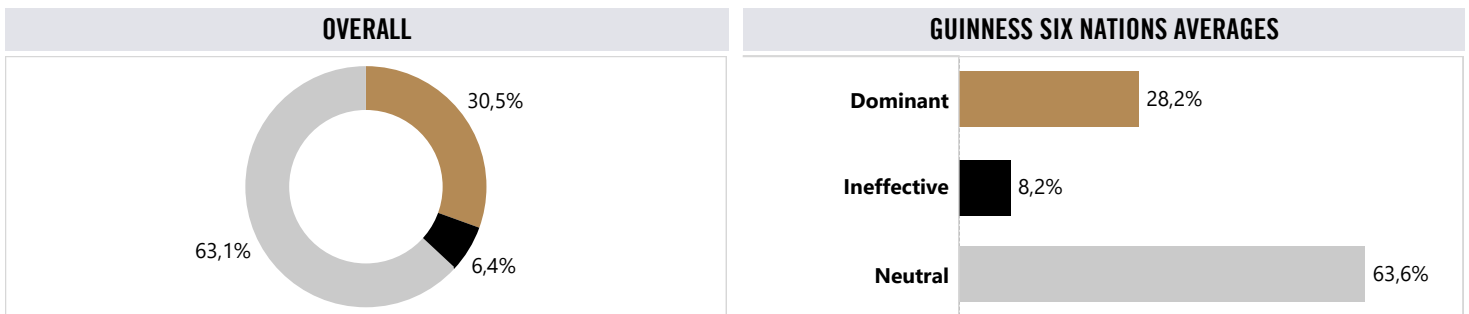 OVERALL
30,5%
63,1%
6,4%
GUINNESS SIX NATIONS AVERAGES
Dominant 28,2%
Ineffective 8,2%
Neutral 63,6%